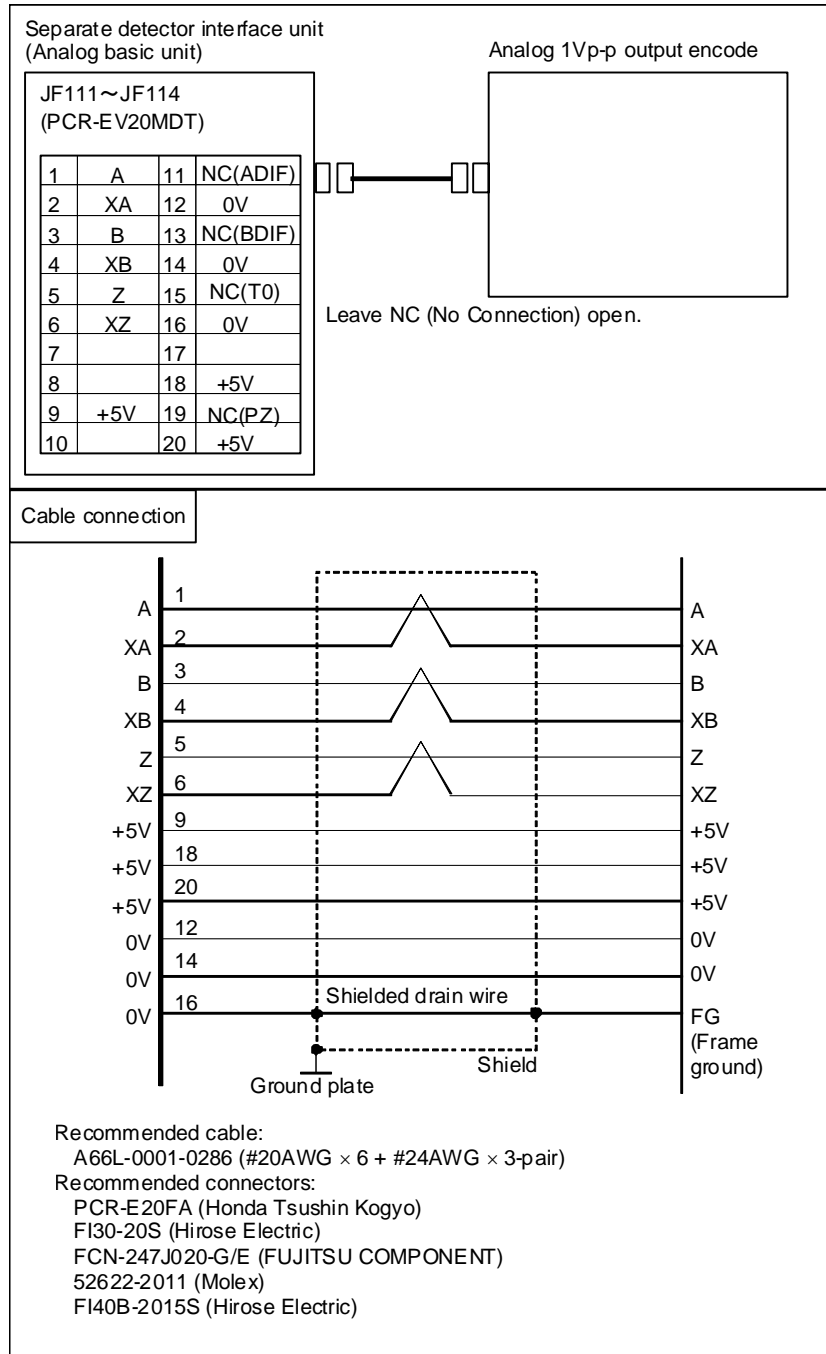 Separate detector interface unit
(Analog basic unit)
Analog 1Vp-p output encode
JF111～JF114
(PCR-EV20MDT)
1 A 11 NC(ADIF)
2 XA 12 0V
3 B 13 NC(BDIF)
4 XB 14 0V
5 Z 15 NC(T0)
6 XZ 16 0V
7 17
8 18 +5V
9 +5V 19 NC(PZ)
10 20 +5V
Leave NC (No Connection) open.
Cable connection
A 1 A
XA 2 XA
B 3 B
XB 4 XB
Z 5 Z
XZ 6 XZ
+5V 9 +5V
+5V 18 +5V
+5V 20 +5V
0V 12 0V
0V 14 0V
0V 16 Shielded drain wire FG
(Frame
ground)
Shield
Ground plate
Recommended cable:
A66L-0001-0286 (#20AWG × 6 + #24AWG × 3-pair)
Recommended connectors:
PCR-E20FA (Honda Tsushin Kogyo)
FI30-20S (Hirose Electric)
FCN-247J020-G/E (FUJITSU COMPONENT)
52622-2011 (Molex)
FI40B-2015S (Hirose Electric)